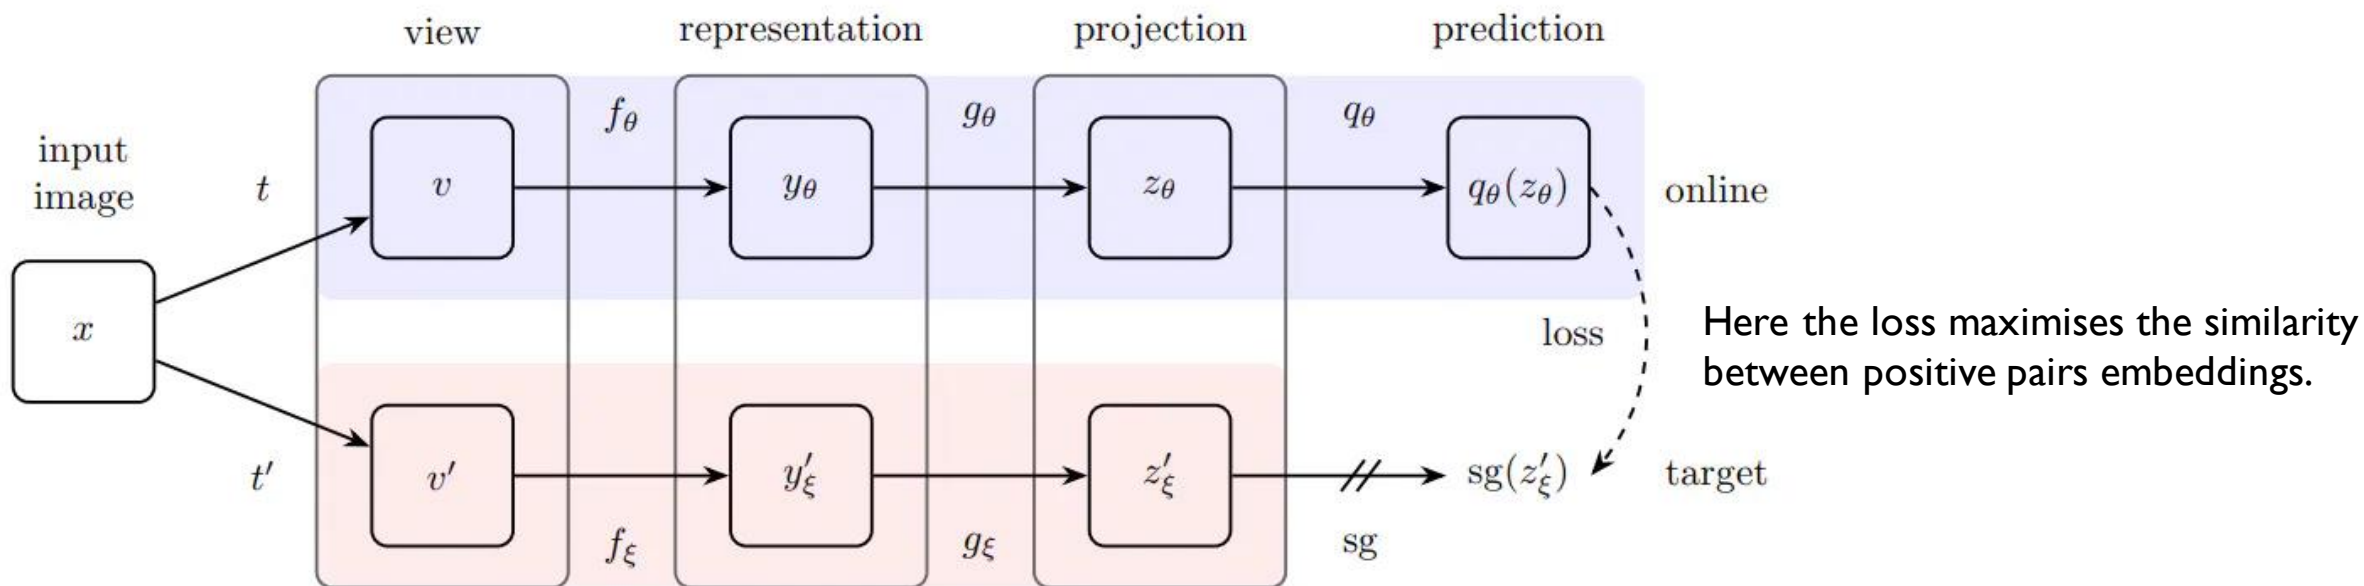 view
representation
projection
prediction
input
image
t
f_θ
g_θ
q_θ
x
v
y_θ
z_θ
q_θ(z_θ)
online
loss
Here the loss maximises the similarity
between positive pairs embeddings.
t′
v′
y′_ξ
z′_ξ
sg(z′_ξ)
target
f_ξ
g_ξ
sg